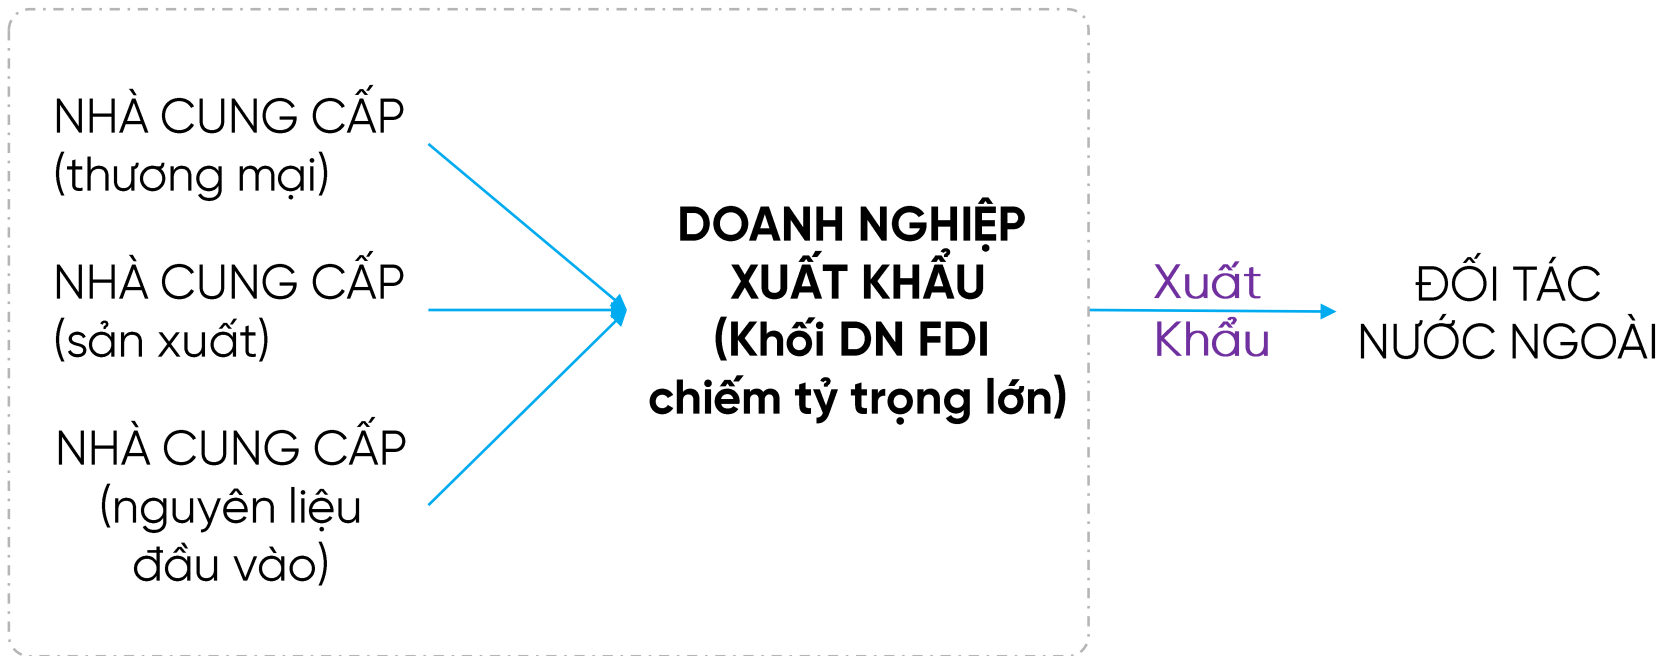 NHÀ CUNG CẤP
(thương mại)
NHÀ CUNG CẤP
(sản xuất)
NHÀ CUNG CẤP
(nguyên liệu
đầu vào)
DOANH NGHIỆP
XUẤT KHẨU
(Khối DN FDI
chiếm tỷ trọng lớn)
Xuất
Khẩu
ĐỐI TÁC
NƯỚC NGOÀI